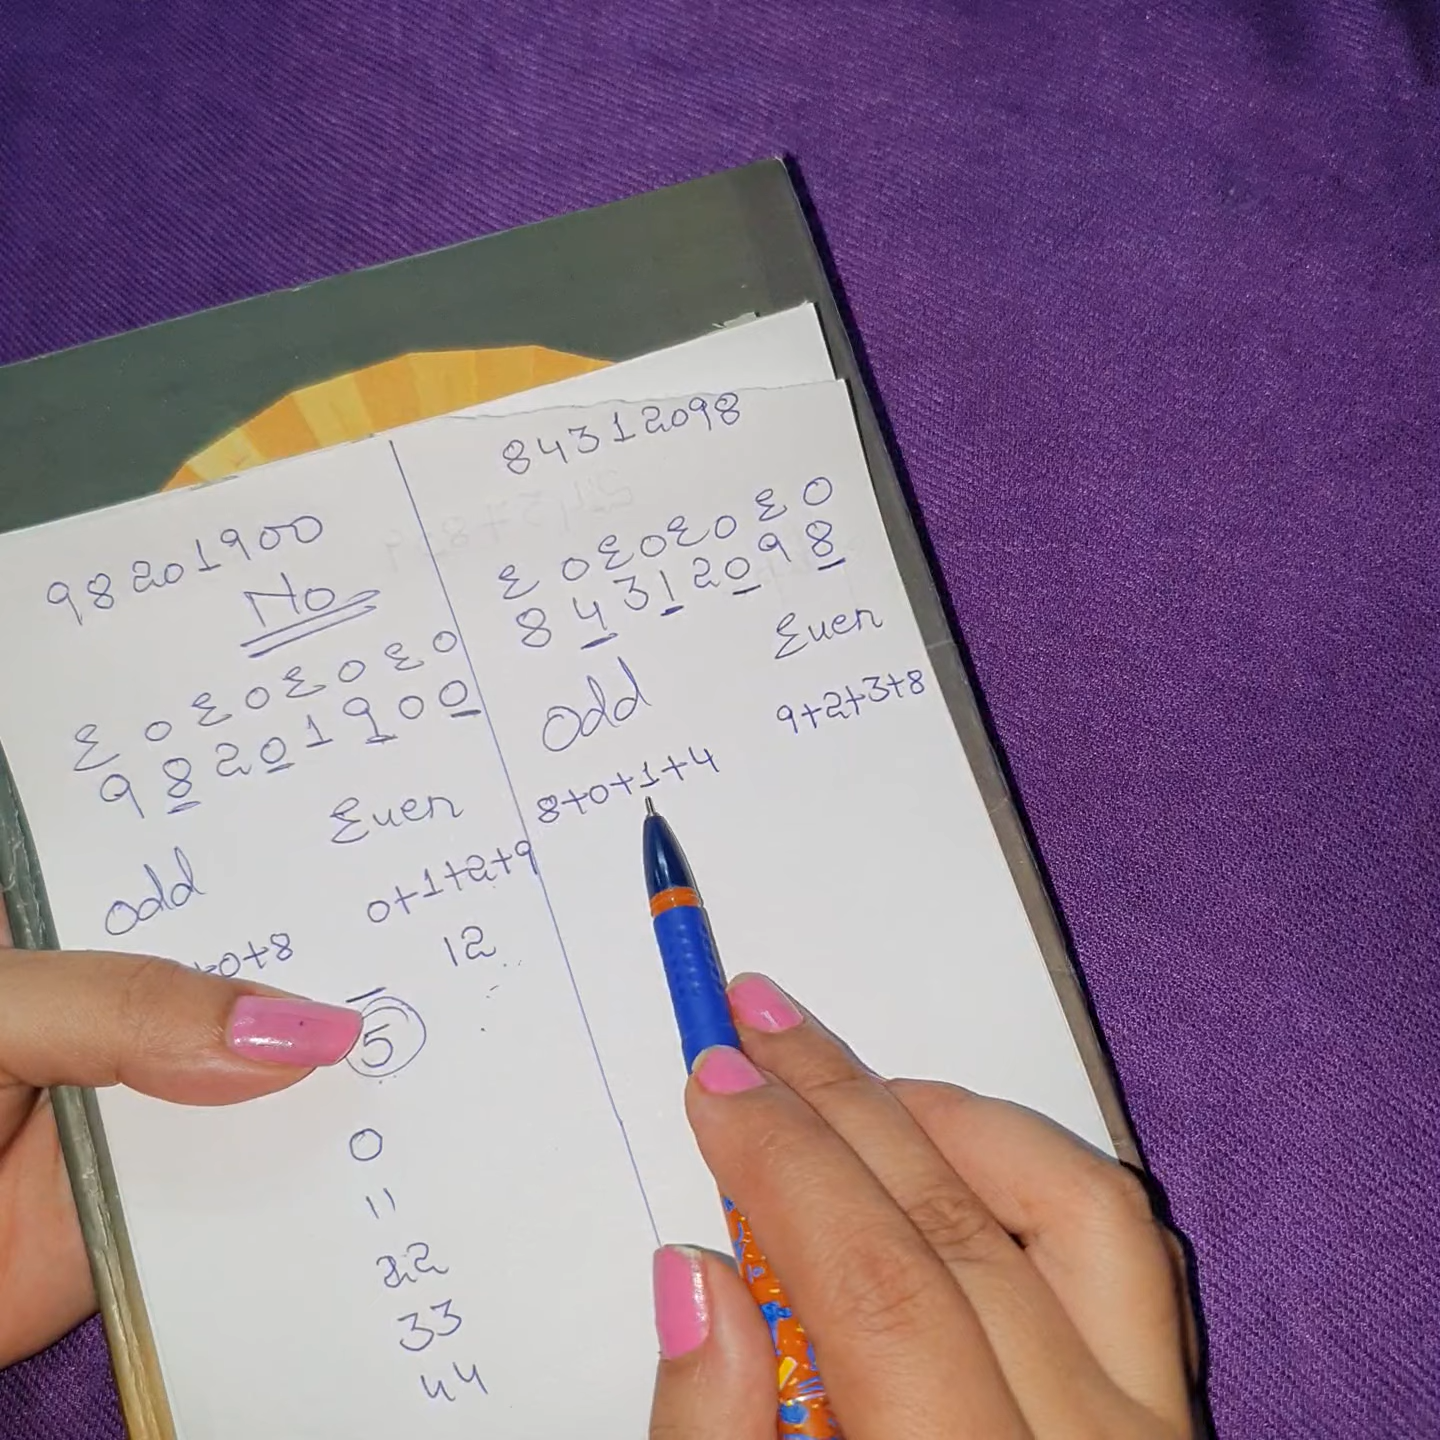 98201900
No
E O E O E O E O
9 8 2 0 1 9 0 0
odd Even
+0+8 0+1+2+9
12
5
0
11
22
33
44
84312098
E O E O E O E O
8 4 3 1 2 0 9 8
odd Even
8+0+1+4 9+2+3+8